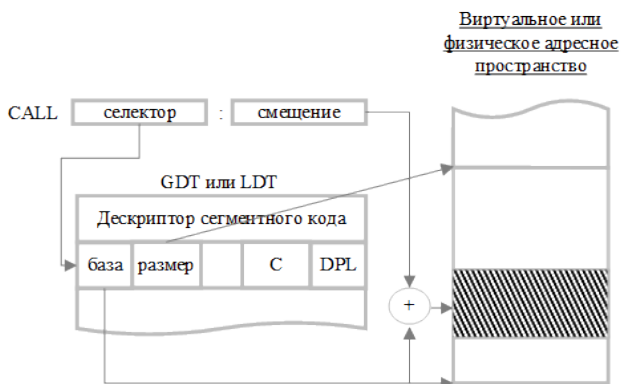 Виртуальное или
физическое адресное
пространство
CALL селектор : смещение
GDT или LDT
Дескриптор сегментного кода
база размер С DPL
+